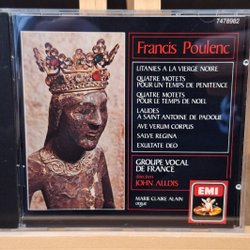 7478982
Francis Poulenc
LITANIES A LA VIERGE NOIRE
QUATRE MOTETS
POUR UN TEMPS DE PENITENCE
QUATRE MOTETS
POUR LE TEMPS DE NOEL
LAUDES
A SAINT ANTOINE DE PADOUE
AVE VERUM CORPUS
SALVE REGINA
EXULTATE DEO
GROUPE VOCAL
DE FRANCE
direction
JOHN ALLDIS
MARIE-CLAIRE ALAIN
orgue
EMI